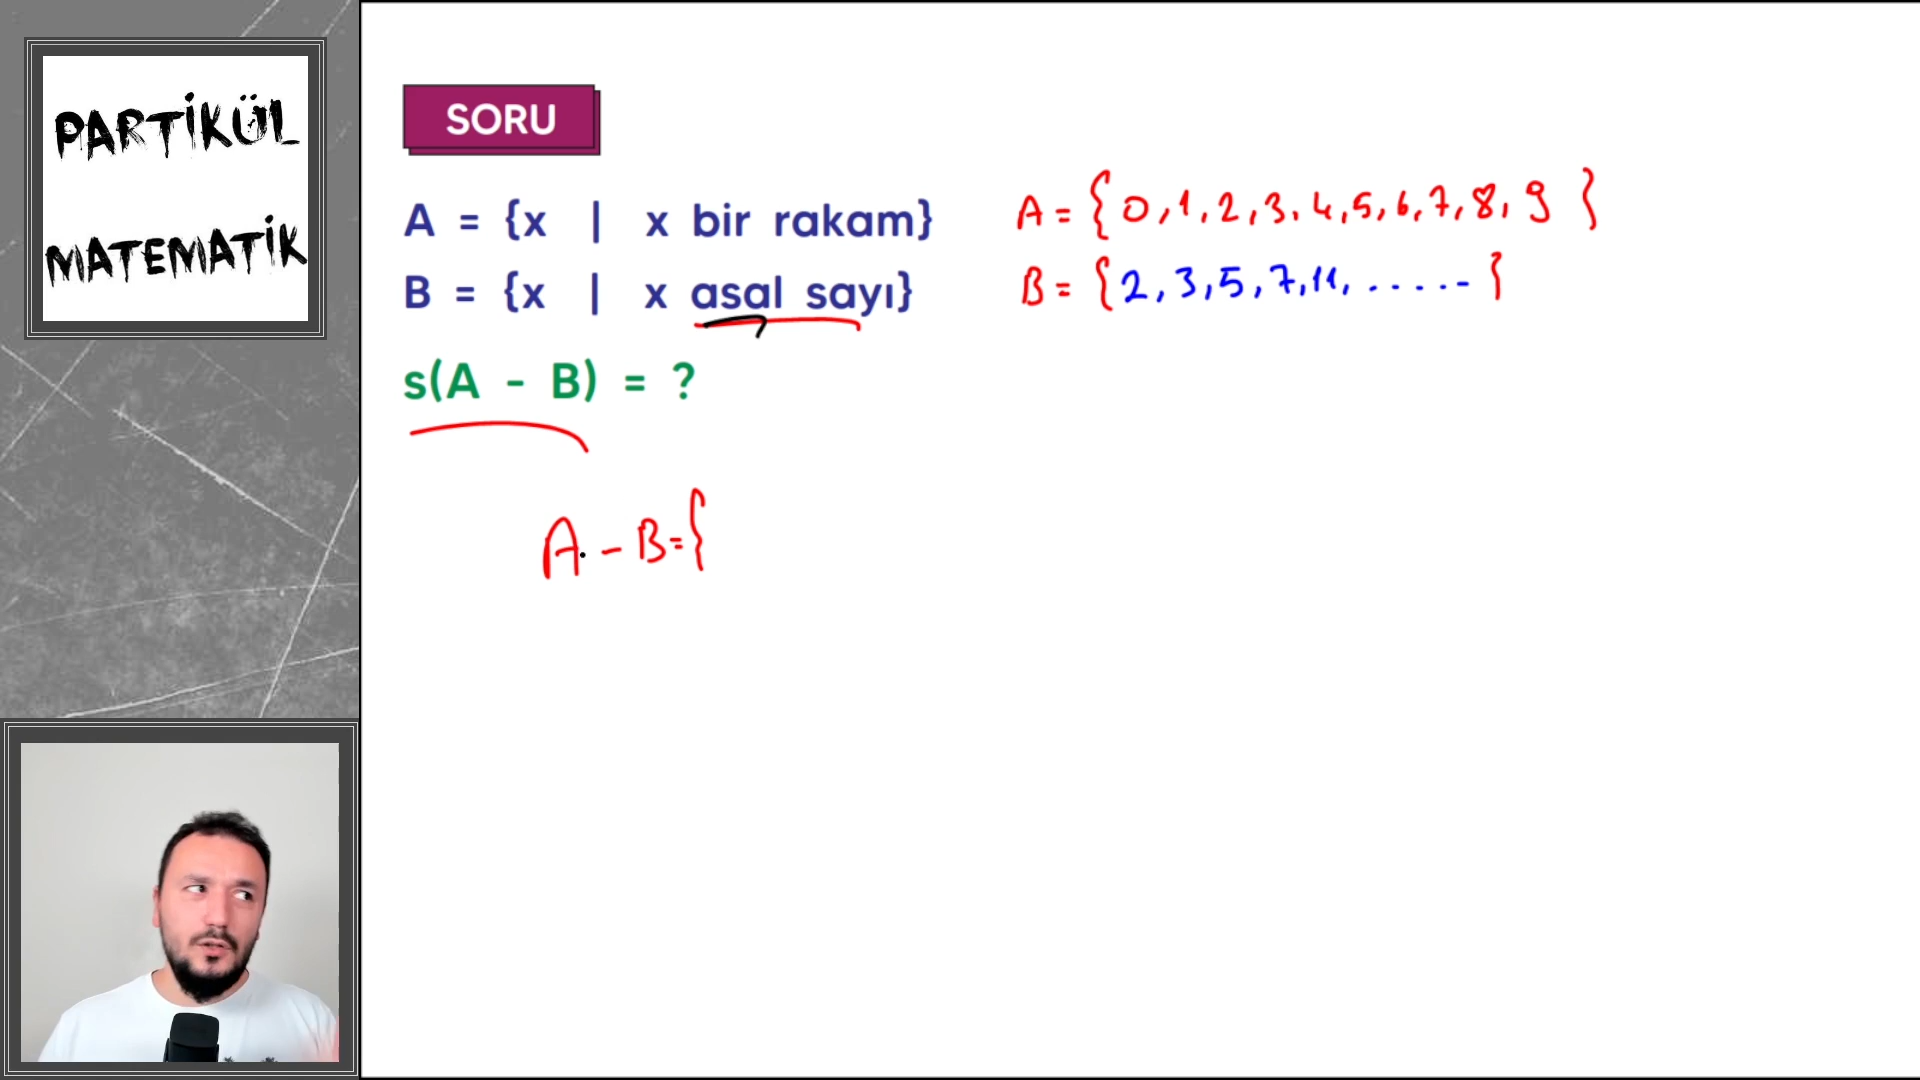 PARTİKÜL
MATEMATİK
SORU
A = {x | x bir rakam}
B = {x | x asal sayı}
s(A - B) = ?
A = {0, 1, 2, 3, 4, 5, 6, 7, 8, 9}
B = {2, 3, 5, 7, 11, ......}
A - B = {